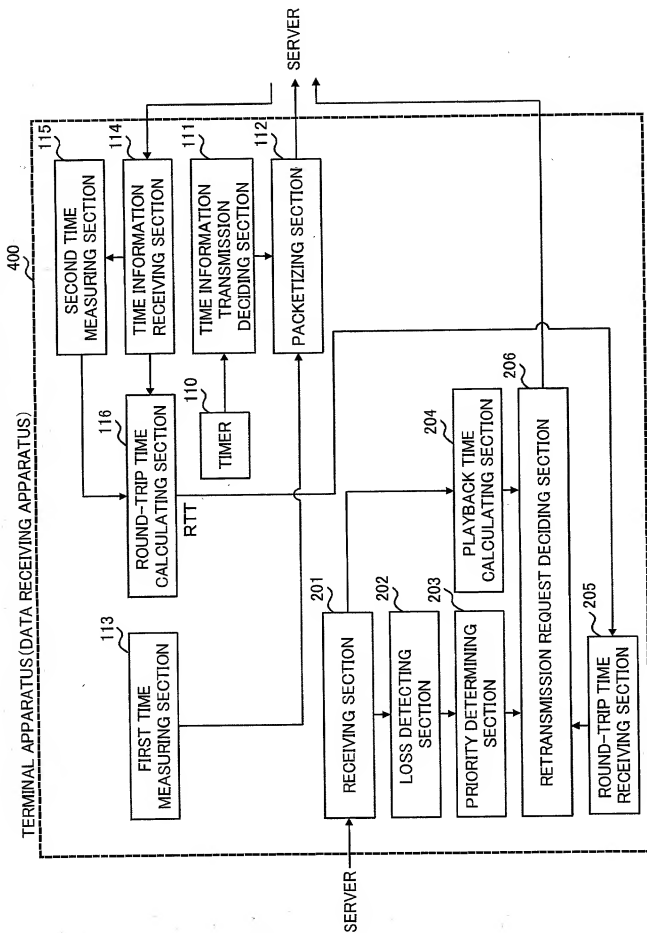 TERMINAL APPARATUS(DATA RECEIVING APPARATUS)
400
115
SECOND TIME
MEASURING SECTION
114
TIME INFORMATION
RECEIVING SECTION
111
TIME INFORMATION
TRANSMISSION
DECIDING SECTION
112
PACKETIZING SECTION
SERVER
116
ROUND-TRIP TIME
CALCULATING SECTION
RTT
110
TIMER
113
FIRST TIME
MEASURING SECTION
SERVER
201
RECEIVING SECTION
202
LOSS DETECTING
SECTION
203
PRIORITY DETERMINING
SECTION
204
PLAYBACK TIME
CALCULATING SECTION
206
RETRANSMISSION REQUEST DECIDING SECTION
205
ROUND-TRIP TIME
RECEIVING SECTION